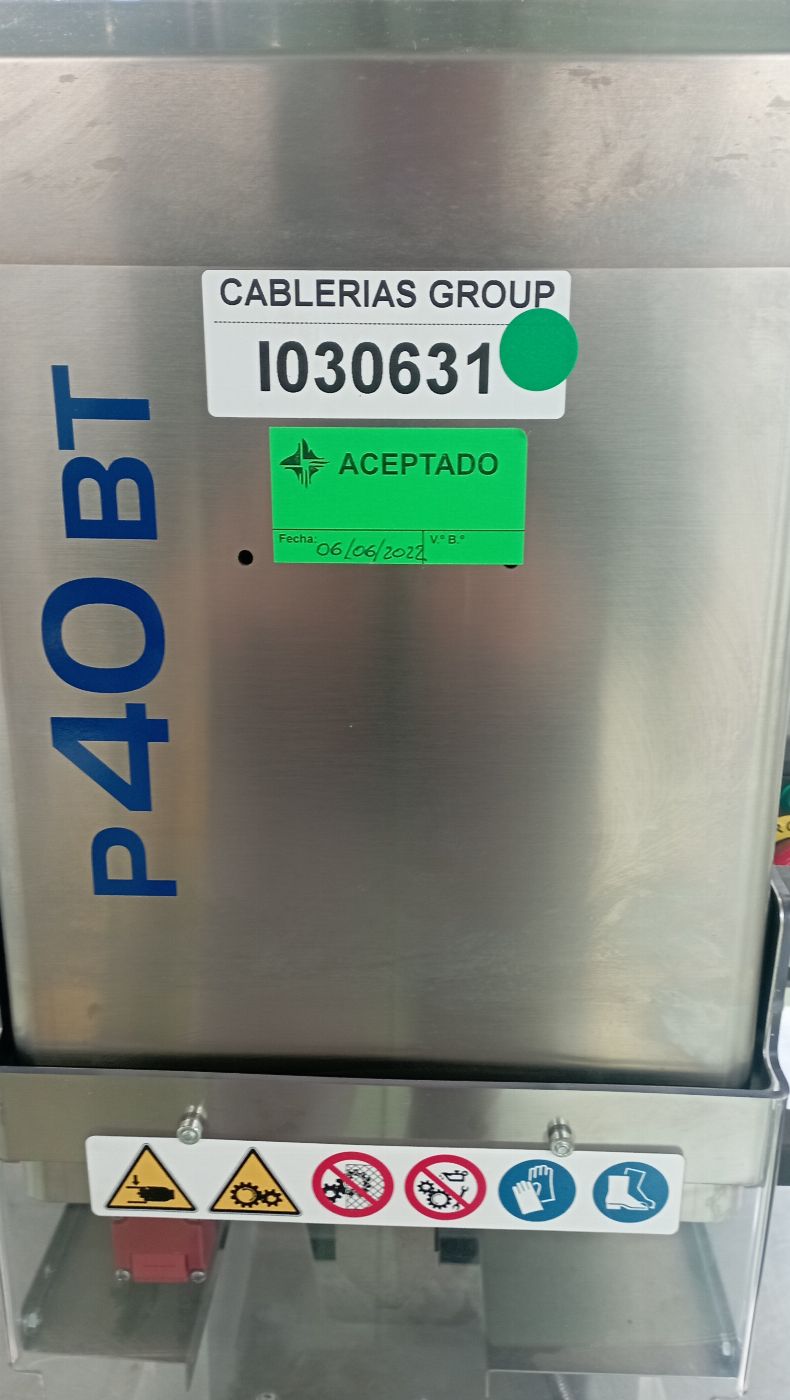 CABLERIAS GROUP
I030631
ACEPTADO
Fecha: 06/06/2022 V.º B.º
P40 BT